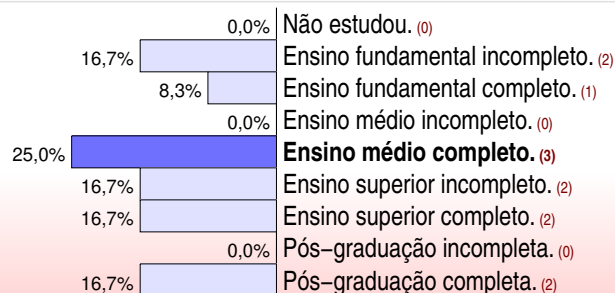 0,0% Não estudou. (0)
16,7% Ensino fundamental incompleto. (2)
8,3% Ensino fundamental completo. (1)
0,0% Ensino médio incompleto. (0)
25,0% Ensino médio completo. (3)
16,7% Ensino superior incompleto. (2)
16,7% Ensino superior completo. (2)
0,0% Pós−graduação incompleta. (0)
16,7% Pós−graduação completa. (2)